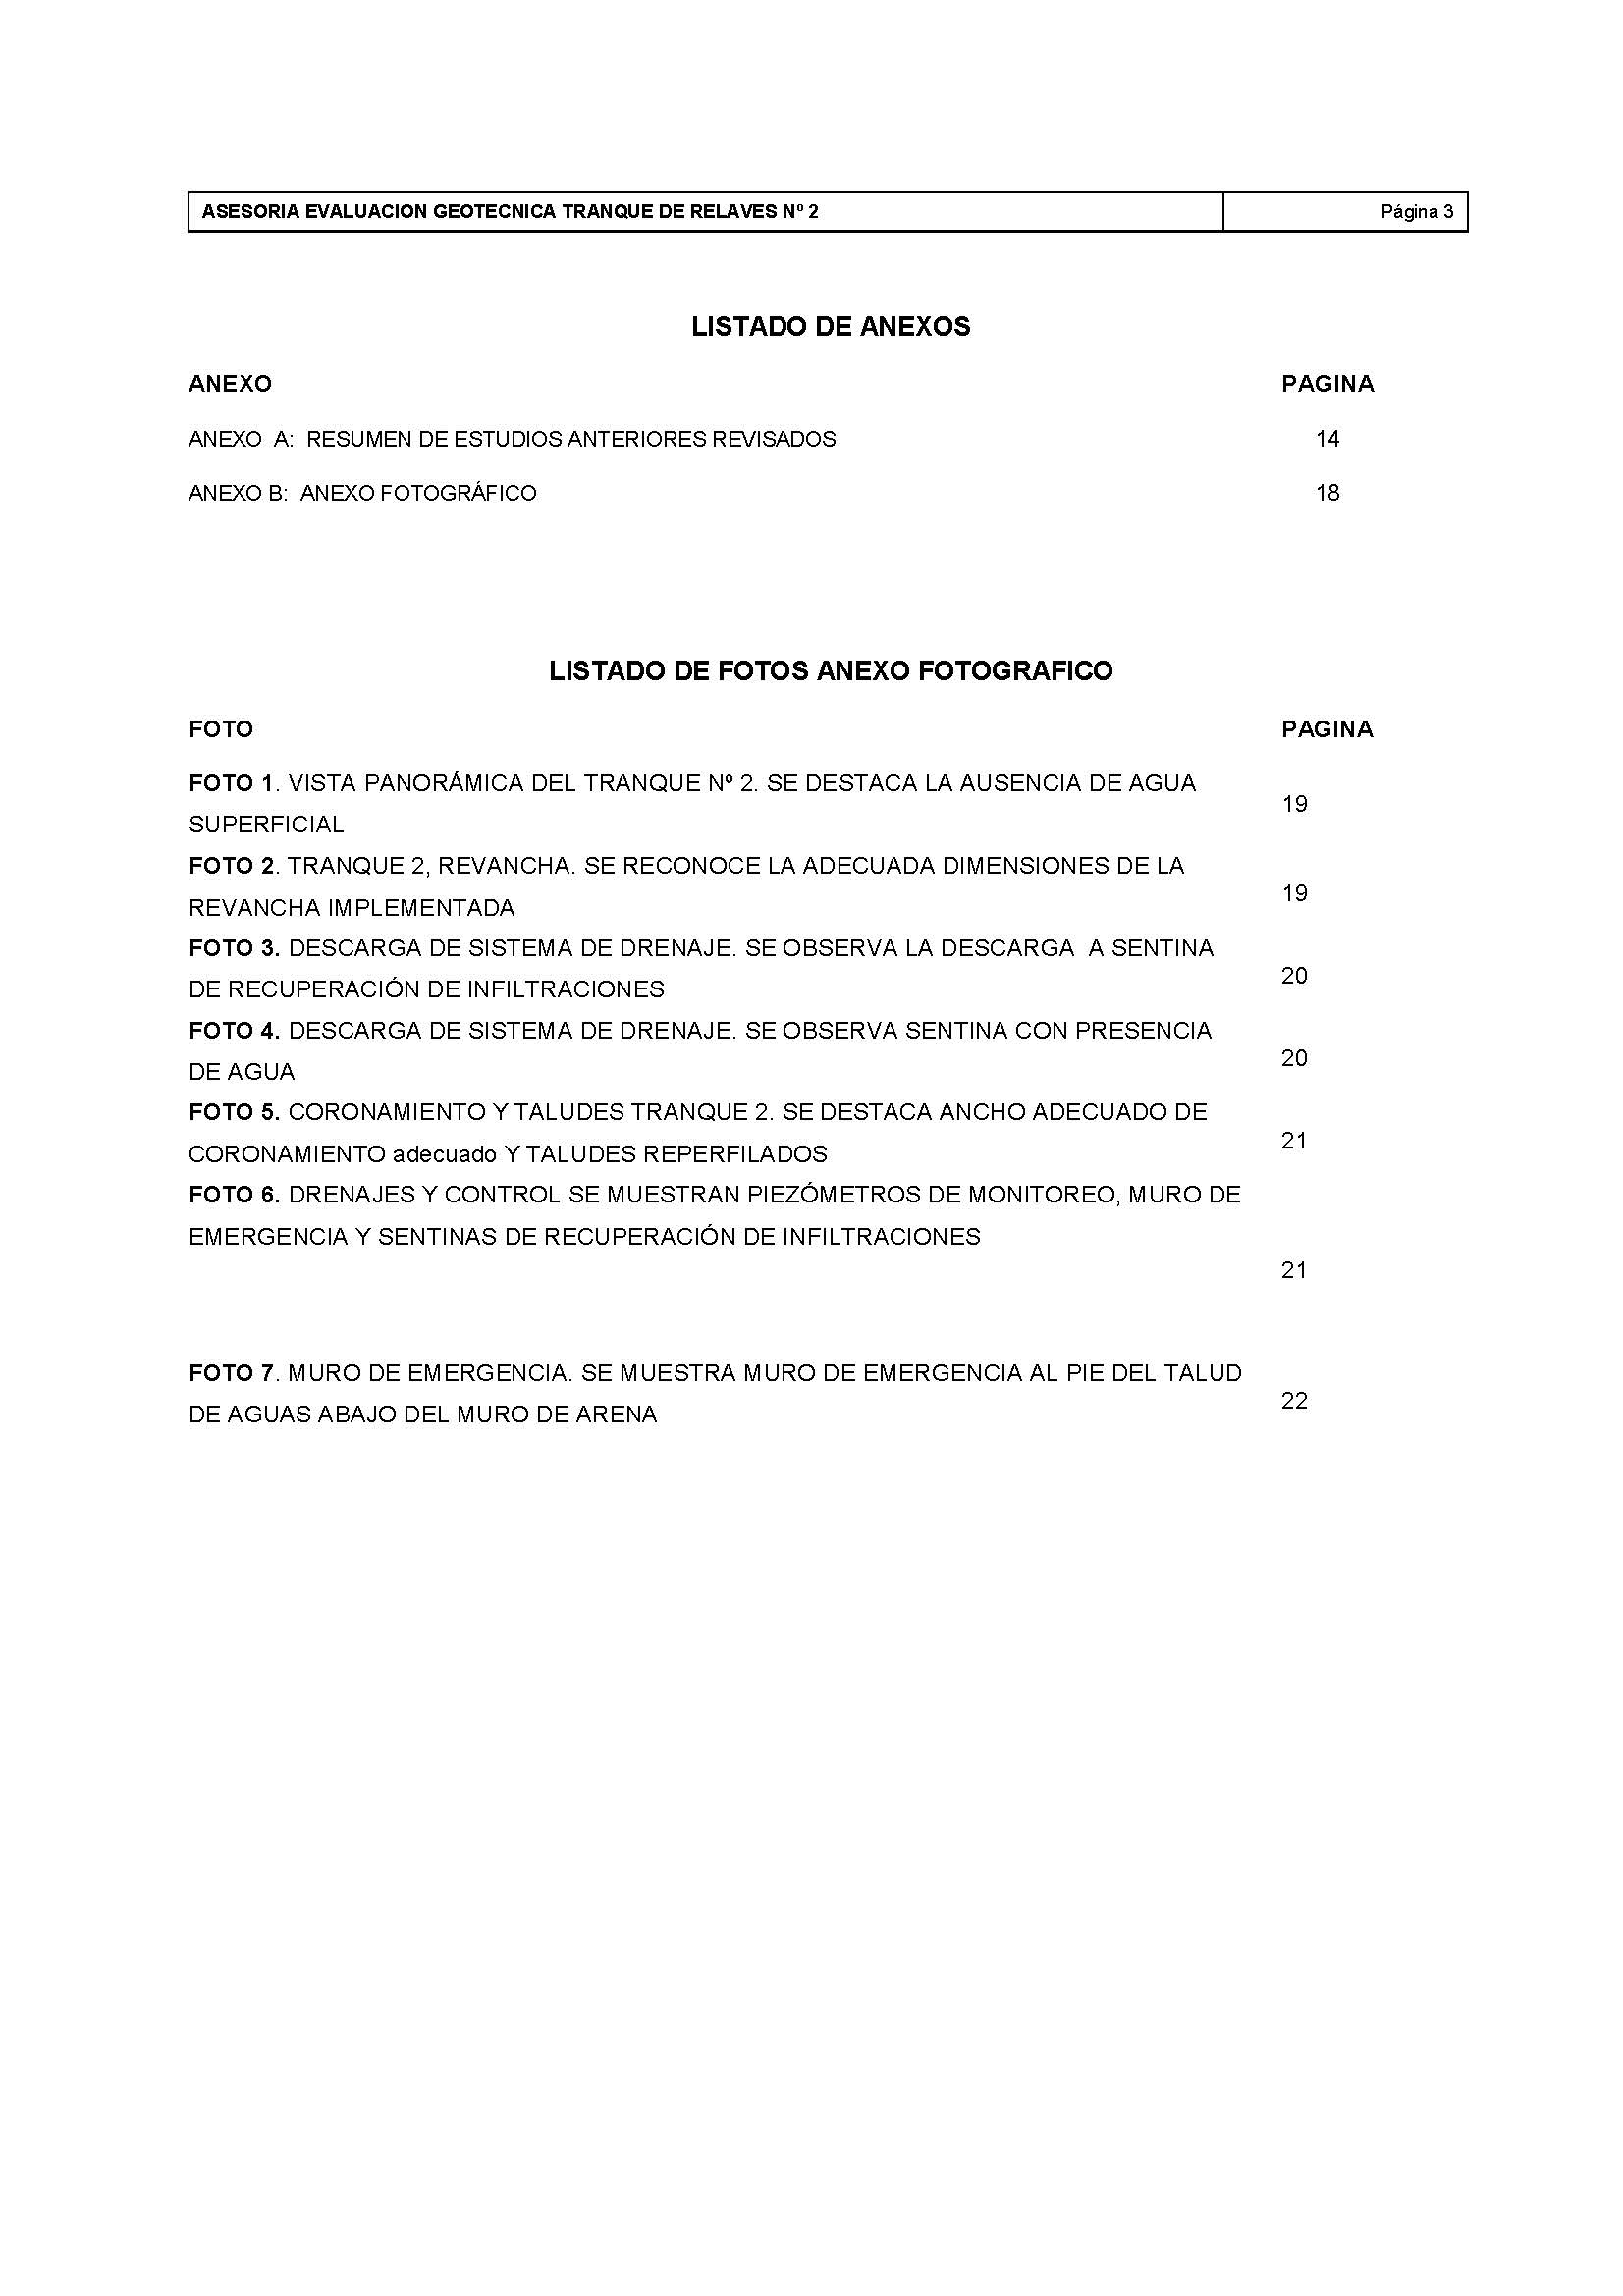 ASESORIA EVALUACION GEOTECNICA TRANQUE DE RELAVES Nº 2 Página 3
LISTADO DE ANEXOS
ANEXO PAGINA
ANEXO A: RESUMEN DE ESTUDIOS ANTERIORES REVISADOS 14
ANEXO B: ANEXO FOTOGRÁFICO 18
LISTADO DE FOTOS ANEXO FOTOGRAFICO
FOTO PAGINA
FOTO 1. VISTA PANORÁMICA DEL TRANQUE Nº 2. SE DESTACA LA AUSENCIA DE AGUA
SUPERFICIAL
19
FOTO 2. TRANQUE 2, REVANCHA. SE RECONOCE LA ADECUADA DIMENSIONES DE LA
REVANCHA IMPLEMENTADA
19
FOTO 3. DESCARGA DE SISTEMA DE DRENAJE. SE OBSERVA LA DESCARGA A SENTINA
DE RECUPERACIÓN DE INFILTRACIONES
20
FOTO 4. DESCARGA DE SISTEMA DE DRENAJE. SE OBSERVA SENTINA CON PRESENCIA
DE AGUA
20
FOTO 5. CORONAMIENTO Y TALUDES TRANQUE 2. SE DESTACA ANCHO ADECUADO DE
CORONAMIENTO adecuado Y TALUDES REPERFILADOS
21
FOTO 6. DRENAJES Y CONTROL SE MUESTRAN PIEZÓMETROS DE MONITOREO, MURO DE
EMERGENCIA Y SENTINAS DE RECUPERACIÓN DE INFILTRACIONES
21
FOTO 7. MURO DE EMERGENCIA. SE MUESTRA MURO DE EMERGENCIA AL PIE DEL TALUD
DE AGUAS ABAJO DEL MURO DE ARENA
22